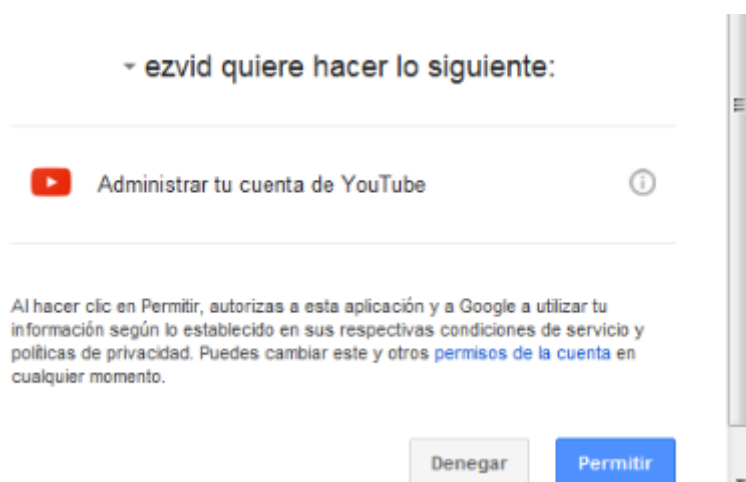 ezvid quiere hacer lo siguiente:
Administrar tu cuenta de YouTube
Al hacer clic en Permitir, autorizas a esta aplicación y a Google a utilizar tu
información según lo establecido en sus respectivas condiciones de servicio y
políticas de privacidad. Puedes cambiar este y otros permisos de la cuenta en
cualquier momento.
Denegar
Permitir